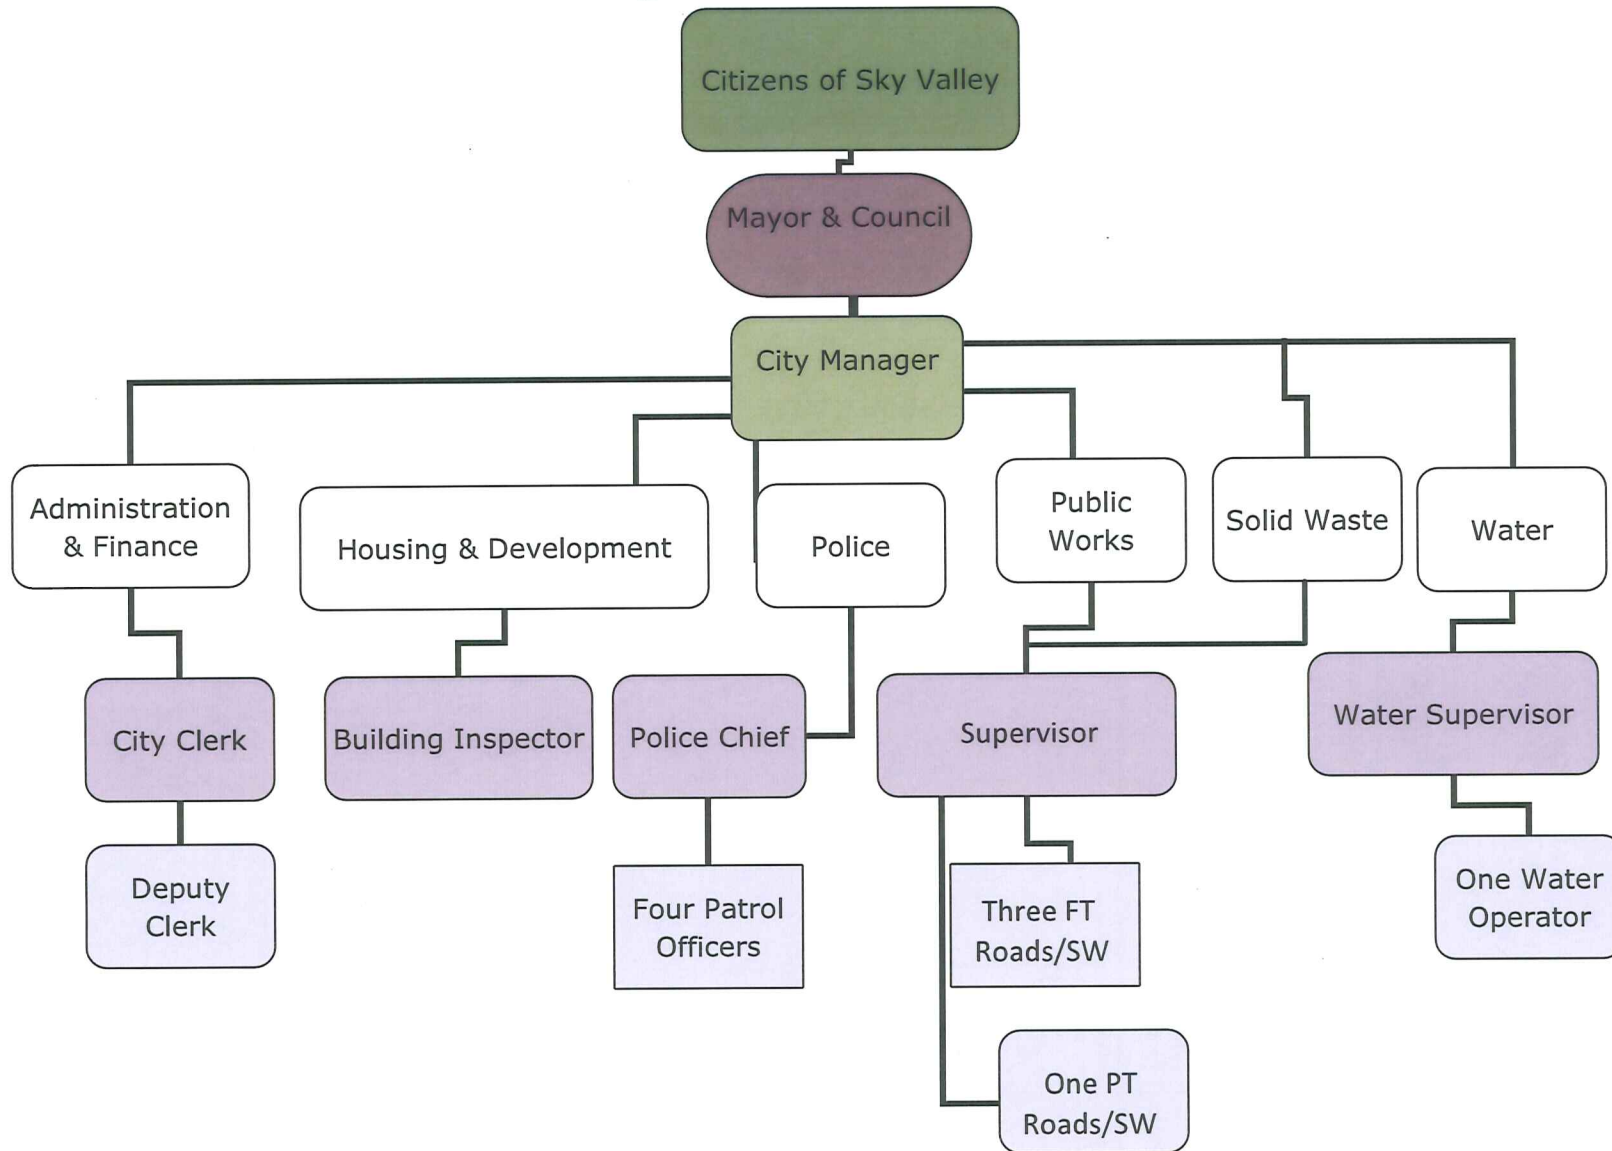 Citizens of Sky Valley
Mayor & Council
City Manager
Administration
& Finance
Housing & Development
Police
Public
Works
Solid Waste
Water
City Clerk
Building Inspector
Police Chief
Supervisor
Water Supervisor
Deputy
Clerk
Four Patrol
Officers
Three FT
Roads/SW
One Water
Operator
One PT
Roads/SW